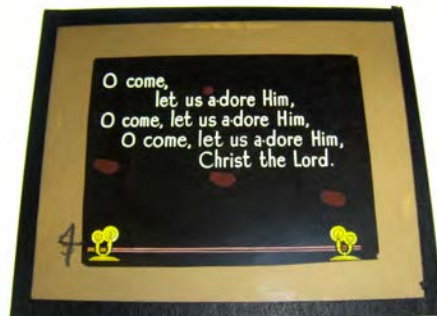 O come,
let us a-dore Him,
O come, let us a-dore Him,
O come, let us a-dore Him,
Christ the Lord.
4